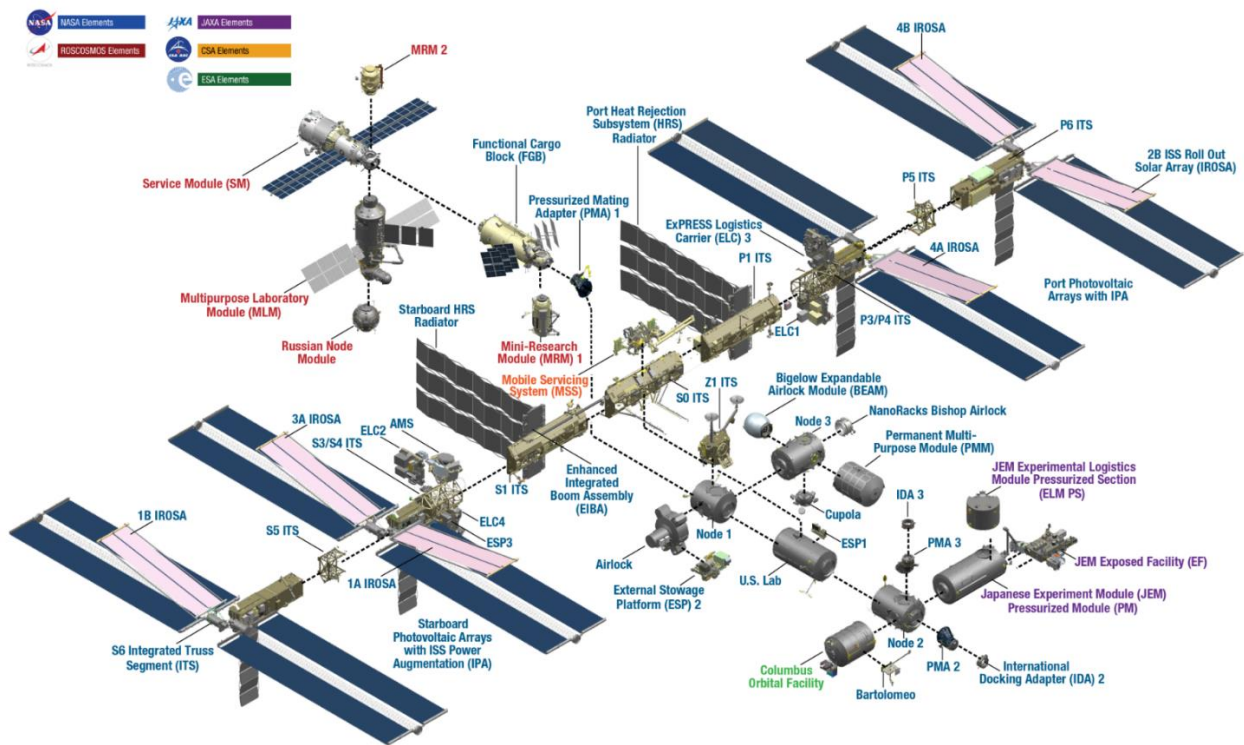 NASA
NASA Elements
JAXA
JAXA Elements
ROSCOSMOS Elements
CSA Elements
ESA Elements
MRM 2
4B IROSA
Port Heat Rejection
Subsystem (HRS)
Radiator
Functional Cargo
Block (FGB)
P6 ITS
2B ISS Roll Out
Solar Array (IROSA)
Service Module (SM)
Pressurized Mating
Adapter (PMA) 1
P5 ITS
ExPRESS Logistics
Carrier (ELC) 3
4A IROSA
P1 ITS
Multipurpose Laboratory
Module (MLM)
Port Photovoltaic
Arrays with IPA
Starboard HRS
Radiator
ELC1
P3/P4 ITS
Russian Node
Module
Mini-Research
Module (MRM) 1
Mobile Servicing
System (MSS)
S0 ITS
Z1 ITS
Bigelow Expandable
Airlock Module (BEAM)
Node 3
NanoRacks Bishop Airlock
Permanent Multi-
Purpose Module (PMM)
3A IROSA
S3/S4 ITS
ELC2
AMS
JEM Experimental Logistics
Module Pressurized Section
(ELM PS)
S1 ITS
Enhanced
Integrated
Boom Assembly
(EIBA)
IDA 3
Cupola
1B IROSA
S5 ITS
ELC4
ESP3
Node 1
ESP1
PMA 3
JEM Exposed Facility (EF)
Airlock
U.S. Lab
1A IROSA
External Stowage
Platform (ESP) 2
Japanese Experiment Module (JEM)
Pressurized Module (PM)
Starboard
Photovoltaic Arrays
with ISS Power
Augmentation (IPA)
S6 Integrated Truss
Segment (ITS)
Node 2
PMA 2
International
Docking Adapter (IDA) 2
Columbus
Orbital Facility
Bartolomeo